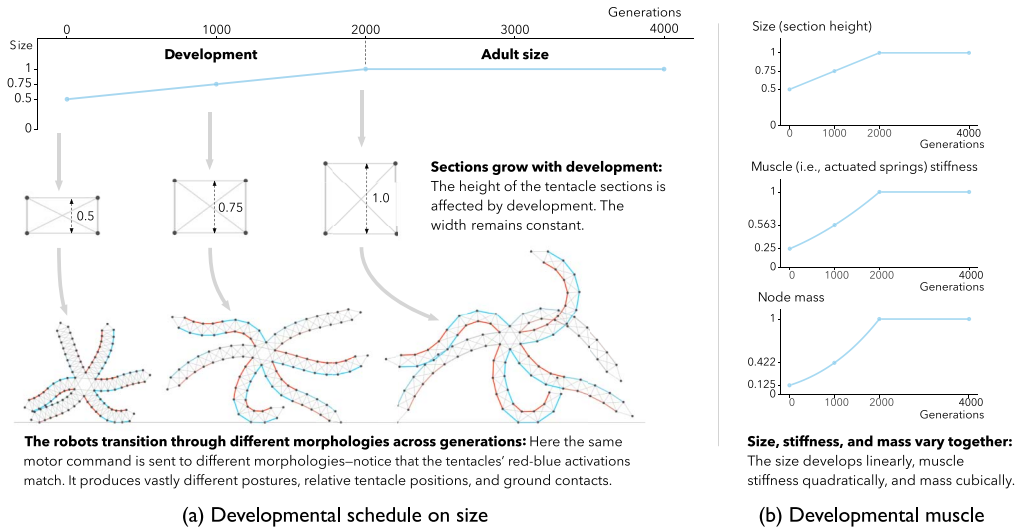 Generations
0 1000 2000 3000 4000
Size
Development Adult size
1
0.75
0.5
0
0.5
0.75
1.0
Sections grow with development:
The height of the tentacle sections is
affected by development. The
width remains constant.
The robots transition through different morphologies across generations: Here the same
motor command is sent to different morphologies—notice that the tentacles' red-blue activations
match. It produces vastly different postures, relative tentacle positions, and ground contacts.
(a) Developmental schedule on size
Size (section height)
1
0.75
0.5
0
0 1000 2000 4000
Generations
Muscle (i.e., actuated springs) stiffness
1
0.563
0.25
0
0 1000 2000 4000
Generations
Node mass
1
0.422
0.125
0
0 1000 2000 4000
Generations
Size, stiffness, and mass vary together:
The size develops linearly, muscle
stiffness quadratically, and mass cubically.
(b) Developmental muscle